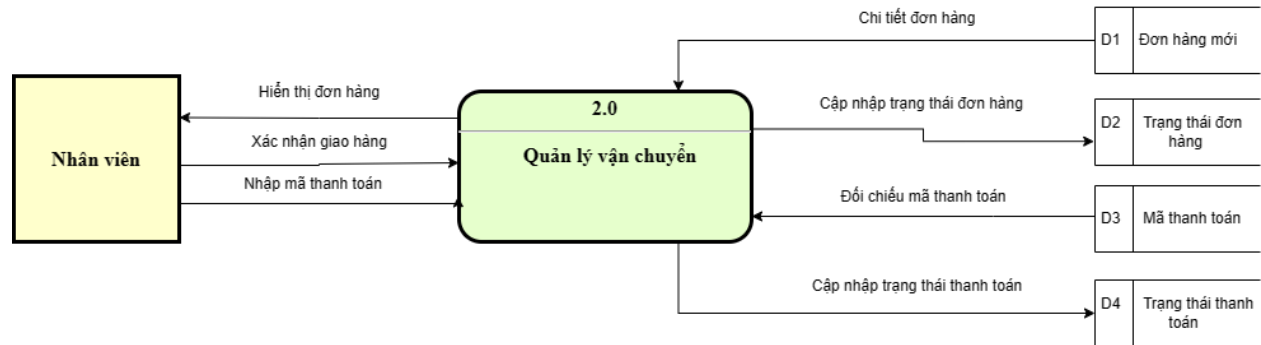 Chi tiết đơn hàng
D1
Đơn hàng mới
Hiển thị đơn hàng
2.0
Cập nhập trạng thái đơn hàng
D2
Trạng thái đơn
hàng
Xác nhận giao hàng
Nhân viên
Quản lý vận chuyển
Nhập mã thanh toán
Đối chiếu mã thanh toán
D3
Mã thanh toán
Cập nhập trạng thái thanh toán
D4
Trạng thái thanh
toán